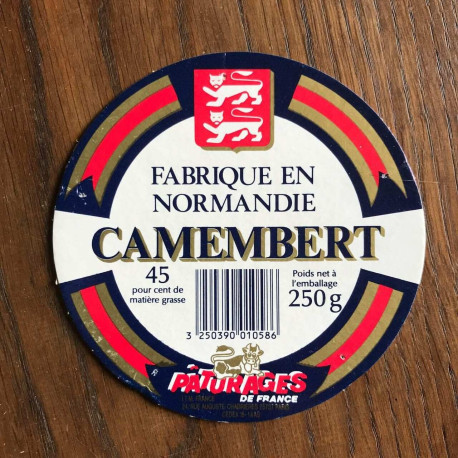 FABRIQUE EN
NORMANDIE
CAMEMBERT
45
pour cent de
matière grasse
Poids net à
l'emballage
250 g
3 250390 010586
PÂTURAGES
DE FRANCE